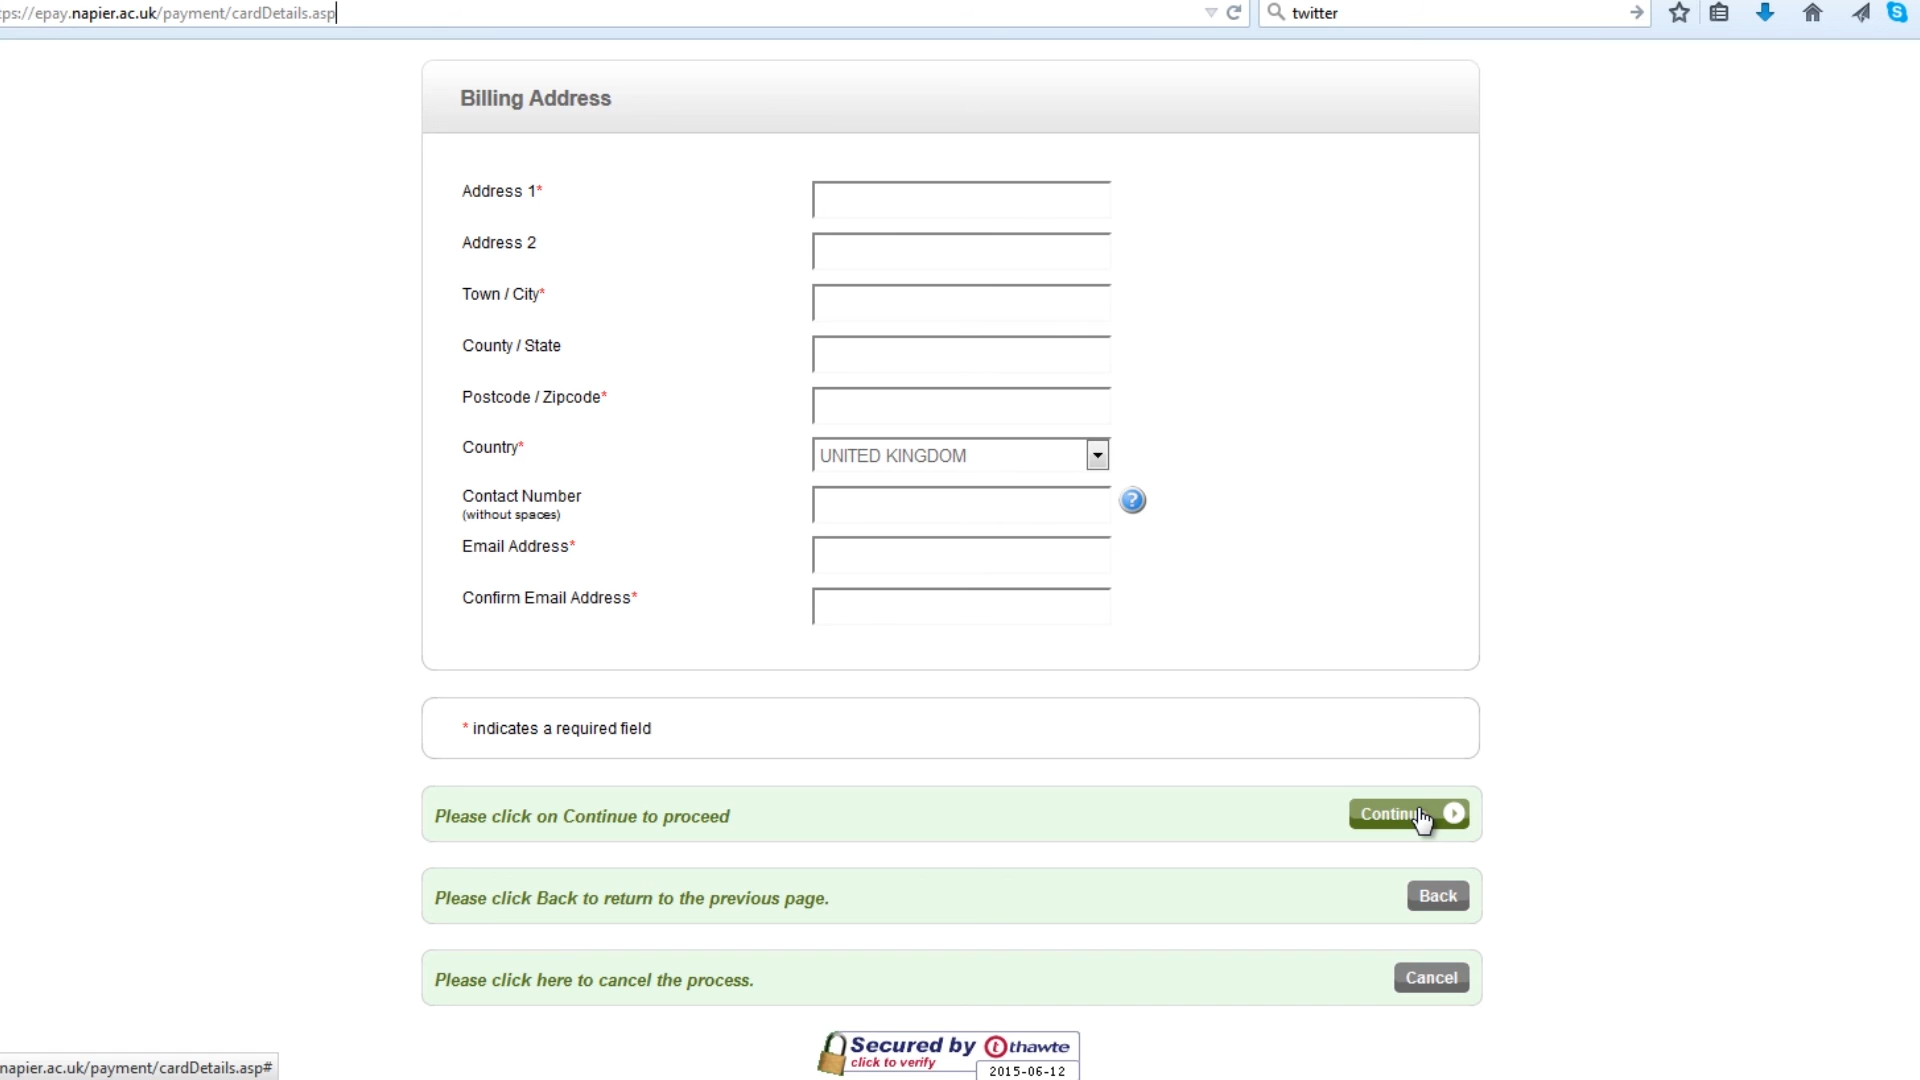 tps://epay.napier.ac.uk/payment/cardDetails.asp
twitter
Billing Address
Address 1*
Address 2
Town / City*
County / State
Postcode / Zipcode*
Country*
UNITED KINGDOM
Contact Number
(without spaces)
Email Address*
Confirm Email Address*
* indicates a required field
Please click on Continue to proceed
Continue
Please click Back to return to the previous page.
Back
Please click here to cancel the process.
Cancel
Secured by thawte
click to verify
2015-06-12
napier.ac.uk/payment/cardDetails.asp#